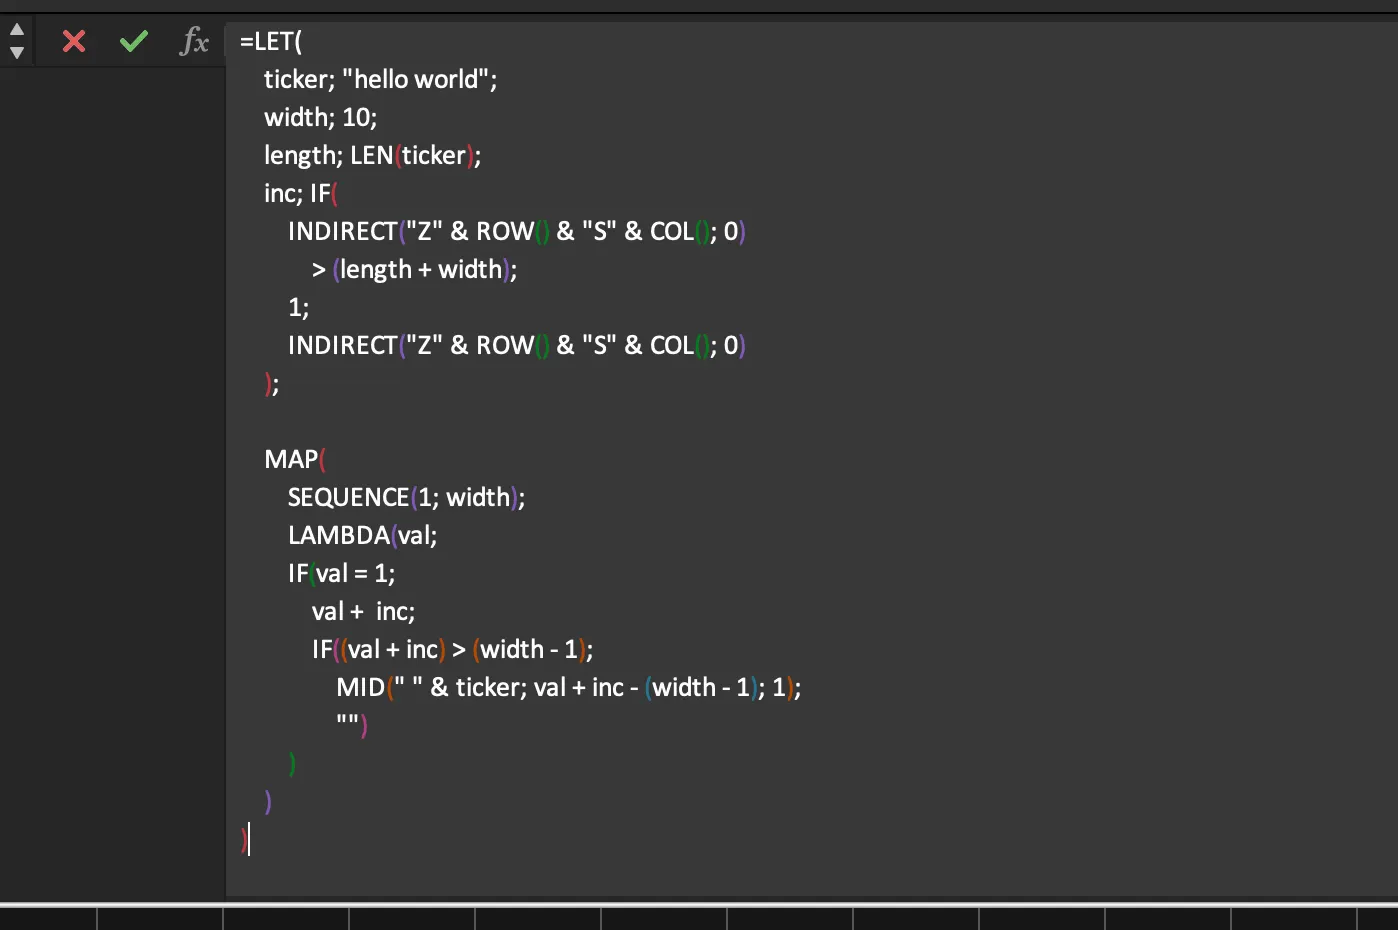 fx
=LET(
ticker; "hello world";
width; 10;
length; LEN(ticker);
inc; IF(
INDIRECT("Z" & ROW() & "S" & COL(); 0)
> (length + width);
1;
INDIRECT("Z" & ROW() & "S" & COL(); 0)
);
MAP(
SEQUENCE(1; width);
LAMBDA(val;
IF(val = 1;
val +  inc;
IF((val + inc) > (width - 1);
MID(" " & ticker; val + inc - (width - 1); 1);
"")
)
)
)